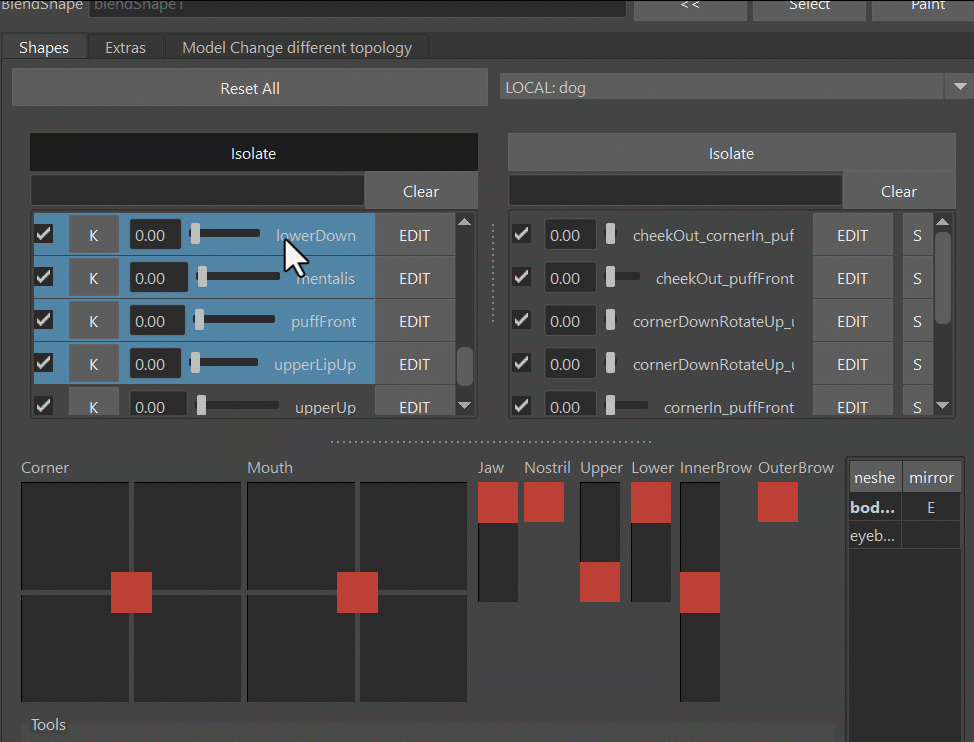 BlendShape blendShape1 << Select Paint
Shapes Extras Model Change different topology
Reset All LOCAL: dog
Isolate Isolate
Clear Clear
K 0.00 lowerDown EDIT 0.00 cheekOut_cornerIn_puf EDIT S
K 0.00 mentalis EDIT 0.00 cheekOut_puffFront EDIT S
K 0.00 puffFront EDIT 0.00 cornerDownRotateUp_u EDIT S
K 0.00 upperLipUp EDIT 0.00 cornerDownRotateUp_u EDIT S
K 0.00 upperUp EDIT 0.00 cornerIn_puffFront EDIT S
Corner Mouth Jaw Nostril Upper Lower InnerBrow OuterBrow
neshe mirror
bod... E
eyeb...
Tools